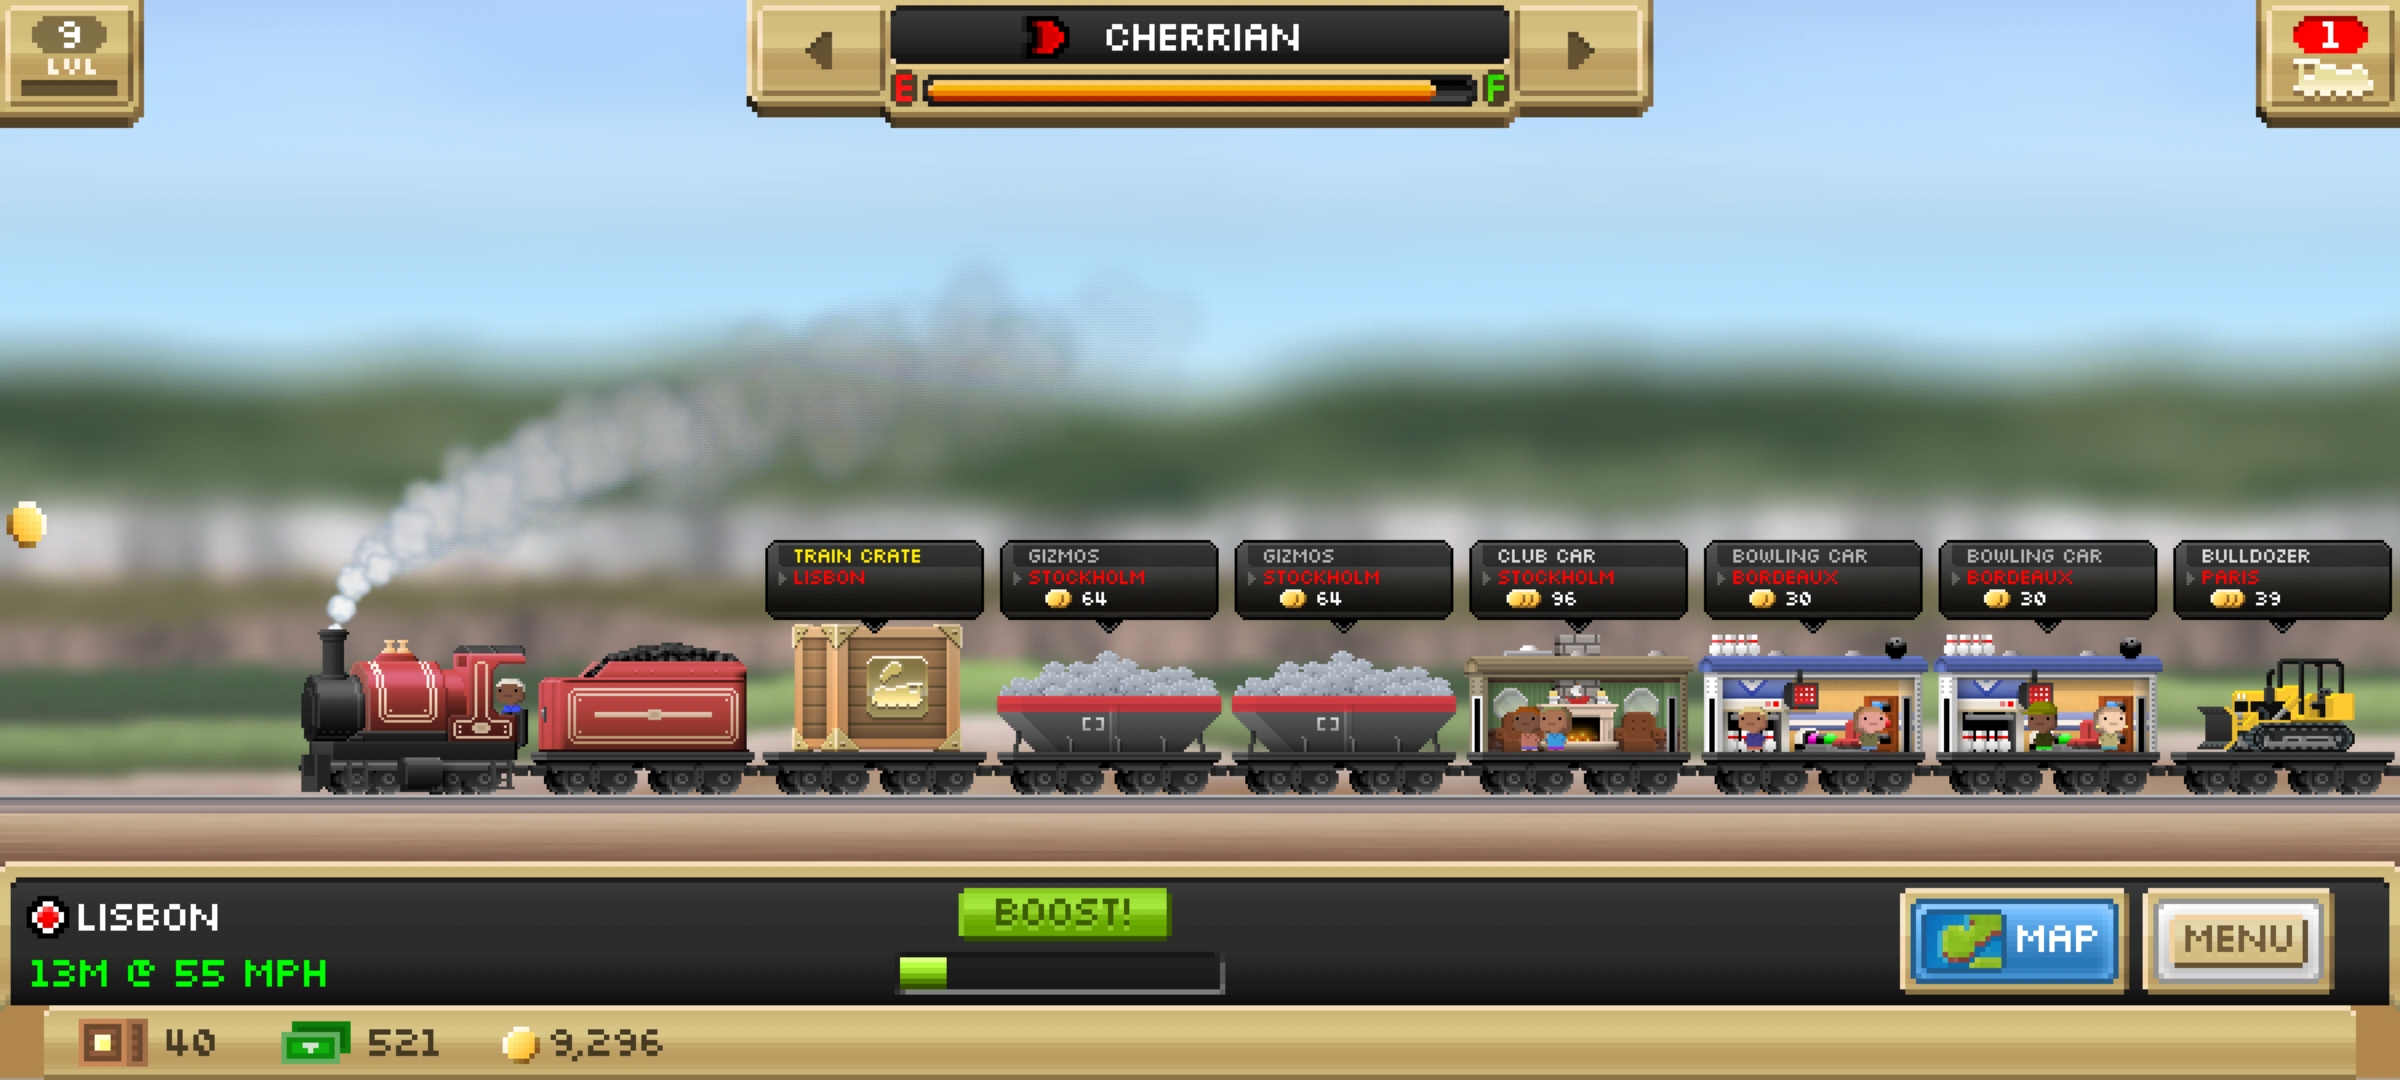 9
LVL
CHERRIAN
E F
1
TRAIN CRATE
LISBON
GIZMOS
STOCKHOLM
64
GIZMOS
STOCKHOLM
64
CLUB CAR
STOCKHOLM
96
BOWLING CAR
BORDEAUX
30
BOWLING CAR
BORDEAUX
30
BULLDOZER
PARIS
39
LISBON
13M @ 55 MPH
BOOST!
MAP
MENU
40
521
9,296